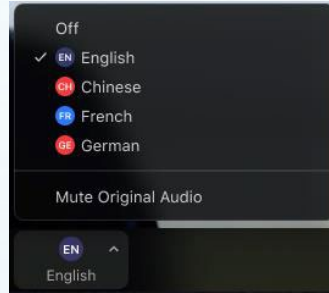 Off
EN English
CH Chinese
FR French
GE German
Mute Original Audio
EN
English